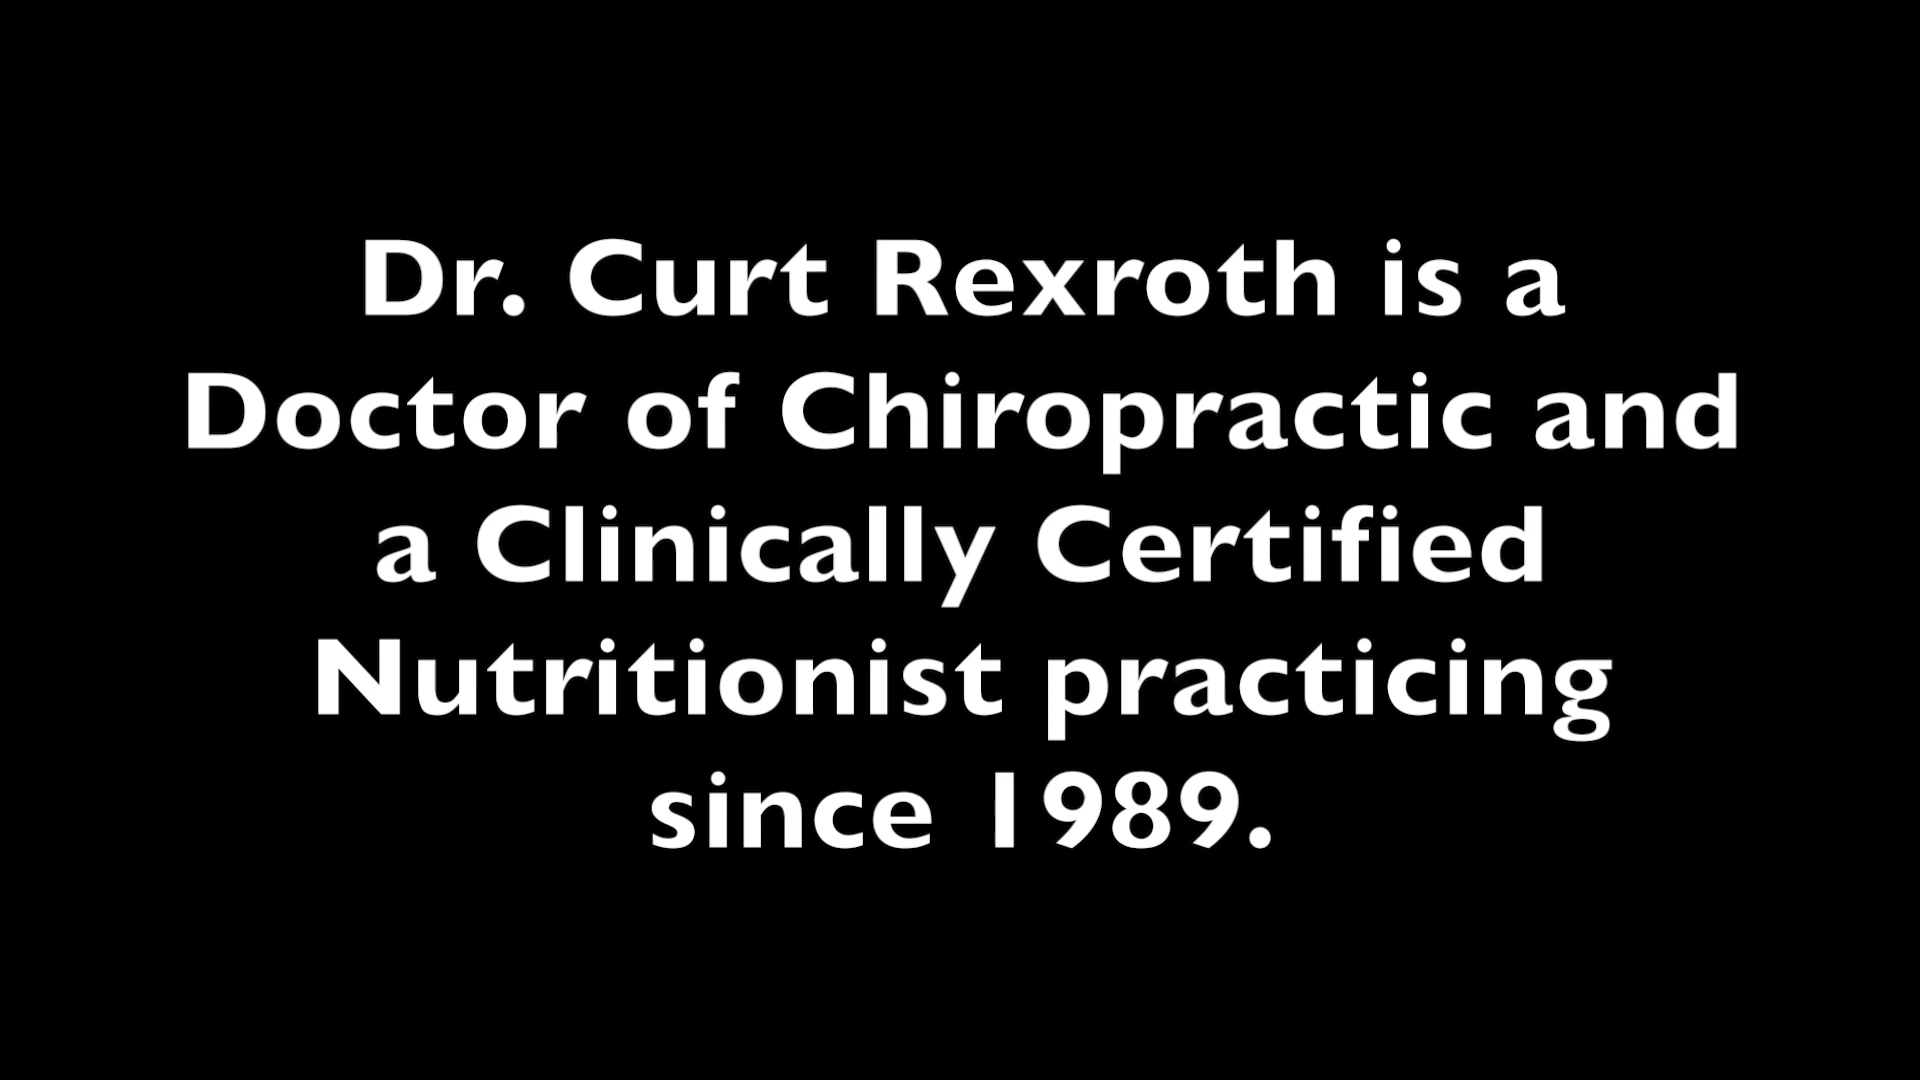 Dr. Curt Rexroth is a
Doctor of Chiropractic and
a Clinically Certified
Nutritionist practicing
since 1989.